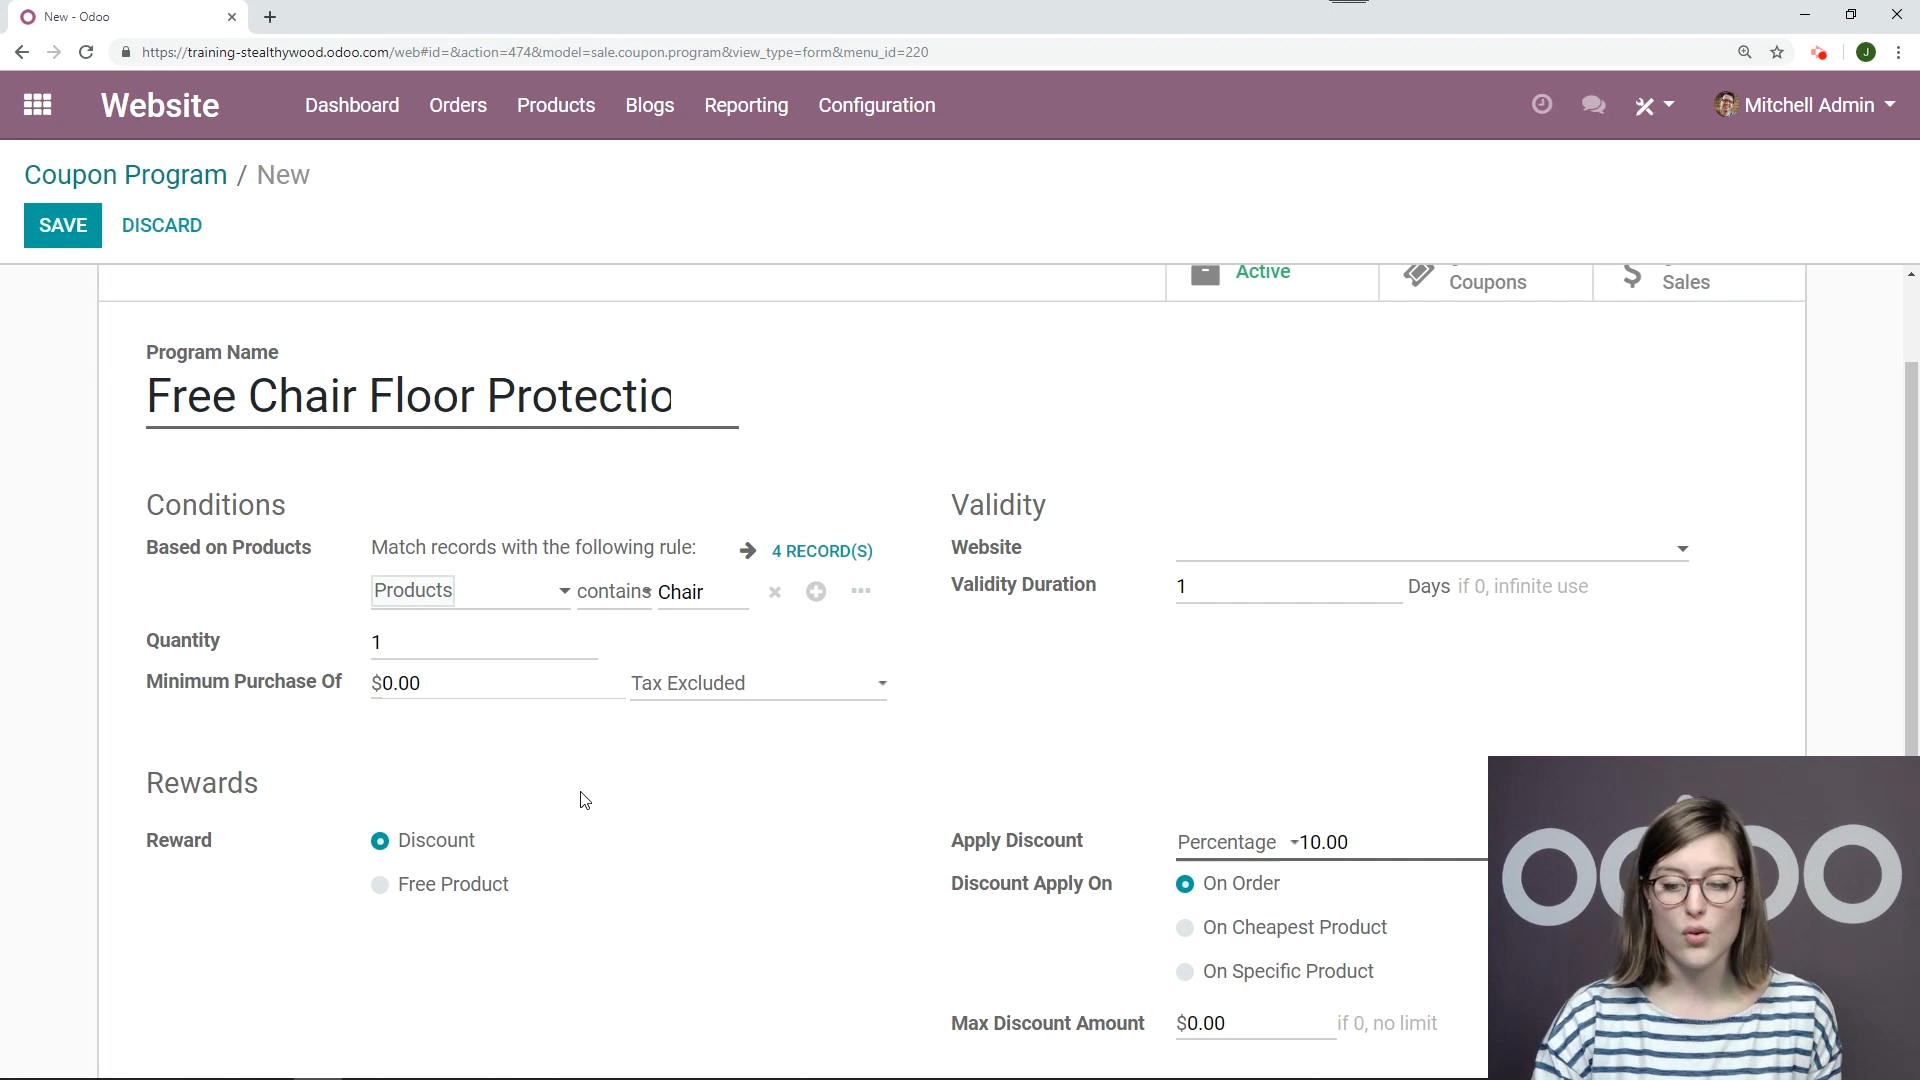 New - Odoo
https://training-stealthywood.odoo.com/web#id=&action=474&model=sale.coupon.program&view_type=form&menu_id=220
J
Website
Dashboard
Orders
Products
Blogs
Reporting
Configuration
Mitchell Admin
Coupon Program / New
SAVE
DISCARD
Active
Coupons
Sales
Program Name
Free Chair Floor Protectio
Conditions
Based on Products
Match records with the following rule:
4 RECORD(S)
Products
contains
Chair
Quantity
1
Minimum Purchase Of
$0.00
Tax Excluded
Validity
Website
Validity Duration
1
Days if 0, infinite use
Rewards
Reward
Discount
Free Product
Apply Discount
Percentage
10.00
Discount Apply On
On Order
On Cheapest Product
On Specific Product
Max Discount Amount
$0.00
if 0, no limit